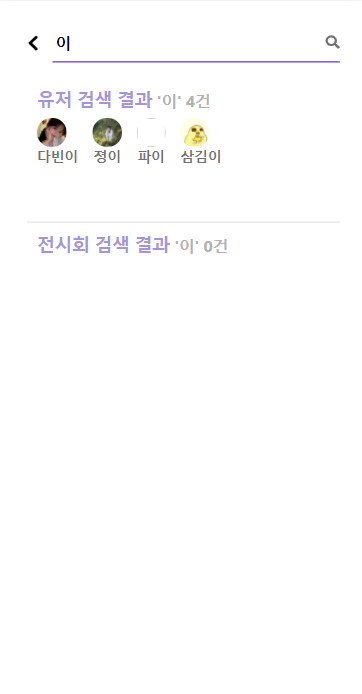 이
유저 검색 결과 '이' 4건
다빈이 졍이 파이 삼김이
전시회 검색 결과 '이' 0건